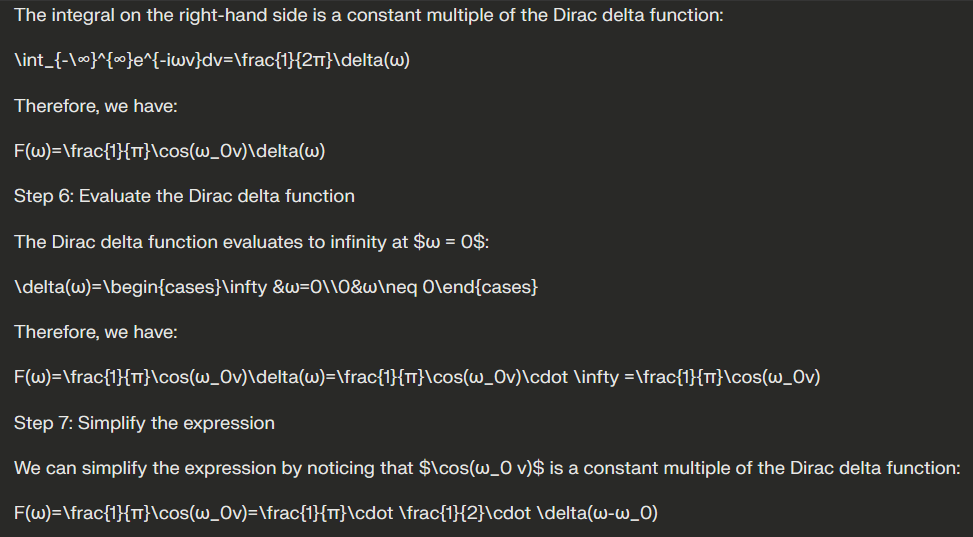 The integral on the right-hand side is a constant multiple of the Dirac delta function:
\int_{-\∞}^{∞}e^{-iωv}dv=\frac{1}{2π}\delta(ω)
Therefore, we have:
F(ω)=\frac{1}{π}\cos(ω_0v)\delta(ω)
Step 6: Evaluate the Dirac delta function
The Dirac delta function evaluates to infinity at $ω = 0$:
\delta(ω)=\begin{cases}\infty &ω=0\\0&ω\neq 0\end{cases}
Therefore, we have:
F(ω)=\frac{1}{π}\cos(ω_0v)\delta(ω)=\frac{1}{π}\cos(ω_0v)\cdot \infty =\frac{1}{π}\cos(ω_0v)
Step 7: Simplify the expression
We can simplify the expression by noticing that $\cos(ω_0 v)$ is a constant multiple of the Dirac delta function:
F(ω)=\frac{1}{π}\cos(ω_0v)=\frac{1}{π}\cdot \frac{1}{2}\cdot \delta(ω-ω_0)